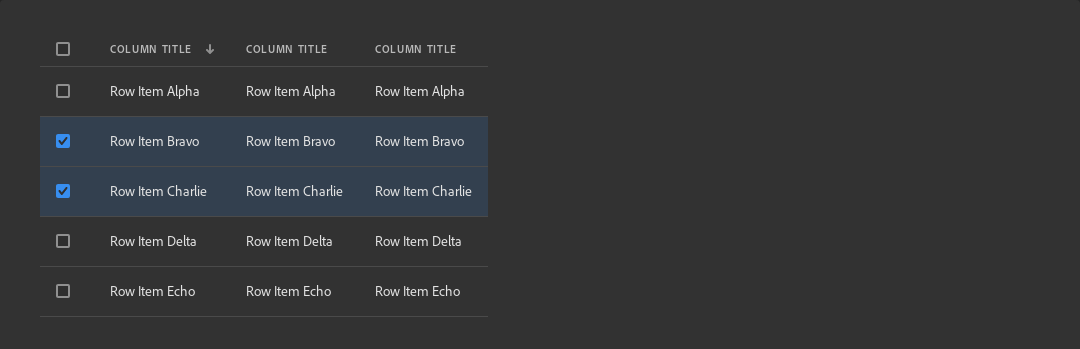 COLUMN TITLE COLUMN TITLE COLUMN TITLE
Row Item Alpha Row Item Alpha Row Item Alpha
Row Item Bravo Row Item Bravo Row Item Bravo
Row Item Charlie Row Item Charlie Row Item Charlie
Row Item Delta Row Item Delta Row Item Delta
Row Item Echo Row Item Echo Row Item Echo